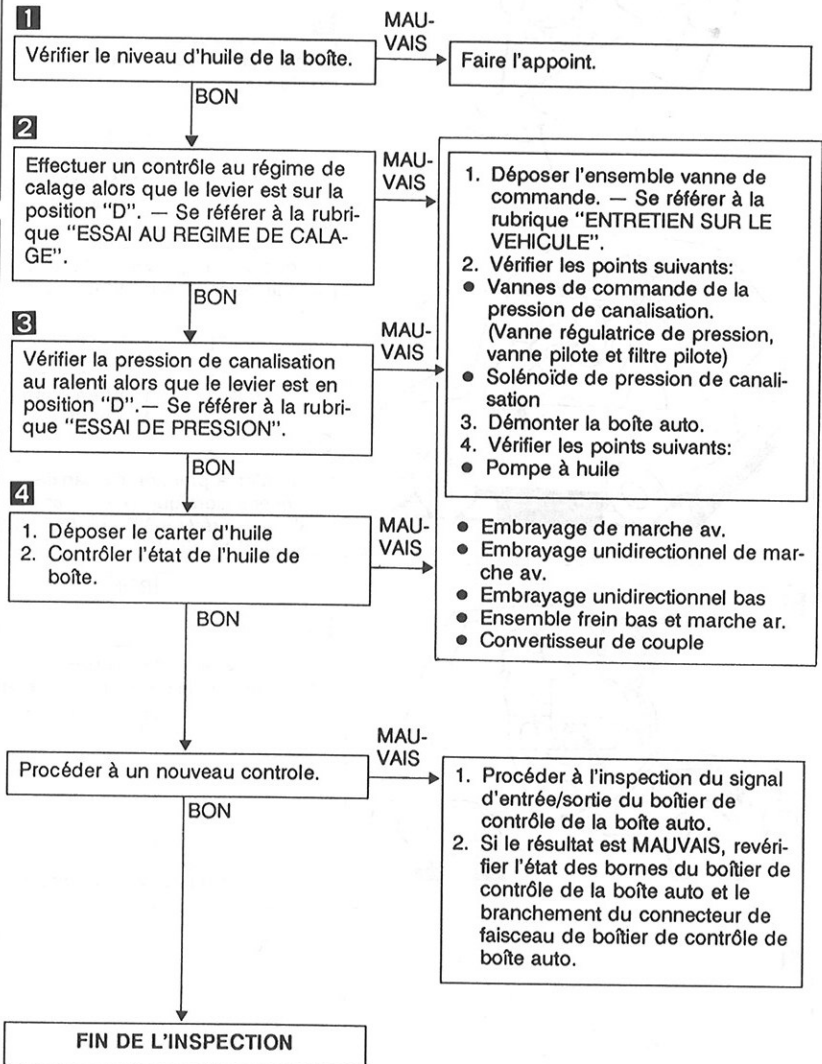 1
Vérifier le niveau d'huile de la boîte.
MAU-
VAIS
Faire l'appoint.
BON
2
Effectuer un contrôle au régime de
calage alors que le levier est sur la
position "D". — Se référer à la rubri-
que "ESSAI AU REGIME DE CALA-
GE".
MAU-
VAIS
BON
3
Vérifier la pression de canalisation
au ralenti alors que le levier est en
position "D".— Se référer à la rubri-
que "ESSAI DE PRESSION".
MAU-
VAIS
1. Déposer l'ensemble vanne de
commande. — Se référer à la
rubrique "ENTRETIEN SUR LE
VEHICULE".
2. Vérifier les points suivants:
● Vannes de commande de la
pression de canalisation.
(Vanne régulatrice de pression,
vanne pilote et filtre pilote)
● Solénoïde de pression de canali-
sation
3. Démonter la boîte auto.
4. Vérifier les points suivants:
● Pompe à huile
BON
4
1. Déposer le carter d'huile
2. Contrôler l'état de l'huile de
boîte.
MAU-
VAIS
● Embrayage de marche av.
● Embrayage unidirectionnel de mar-
che av.
● Embrayage unidirectionnel bas
● Ensemble frein bas et marche ar.
● Convertisseur de couple
BON
Procéder à un nouveau controle.
MAU-
VAIS
1. Procéder à l'inspection du signal
d'entrée/sortie du boîtier de
contrôle de la boîte auto.
2. Si le résultat est MAUVAIS, revéri-
fier l'état des bornes du boîtier de
contrôle de la boîte auto et le
branchement du connecteur de
faisceau de boîtier de contrôle de
boîte auto.
BON
FIN DE L'INSPECTION